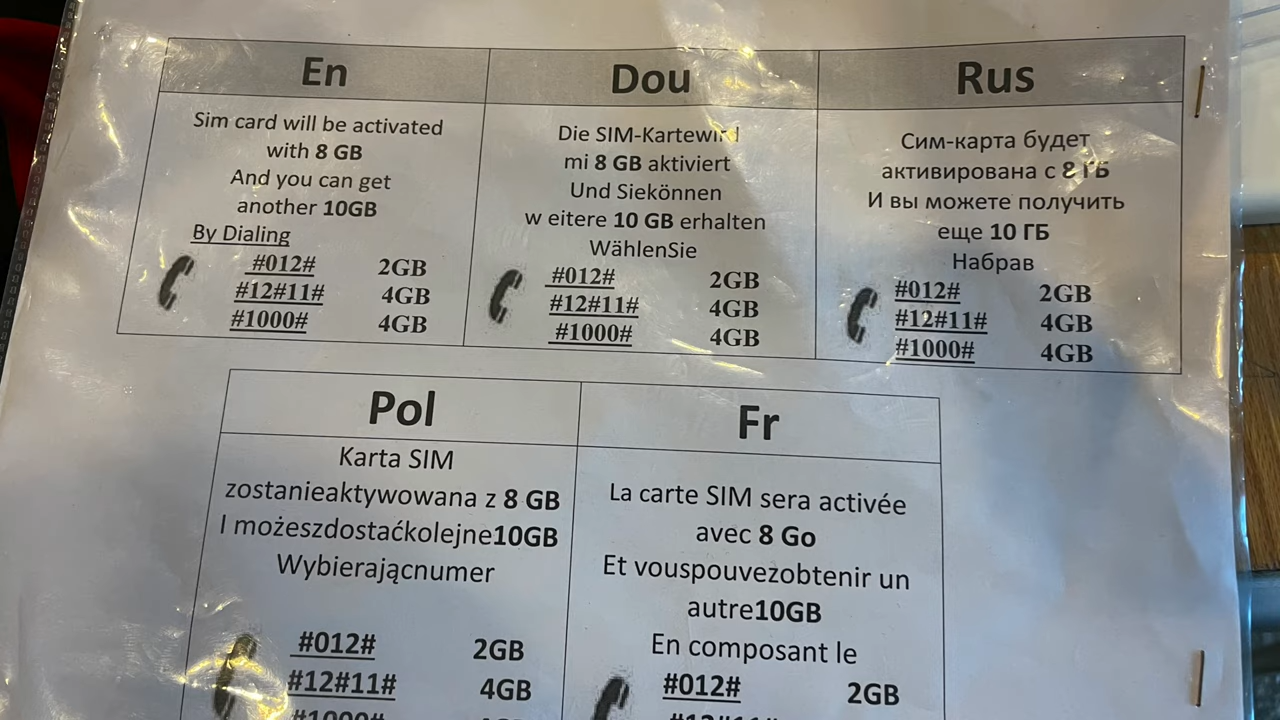 En
Sim card will be activated
with 8 GB
And you can get
another 10GB
By Dialing
#012# 2GB
#12#11# 4GB
#1000# 4GB
Dou
Die SIM-Kartewird
mi 8 GB aktiviert
Und Siekönnen
w eitere 10 GB erhalten
WählenSie
#012# 2GB
#12#11# 4GB
#1000# 4GB
Rus
Сим-карта будет
активирована с 8 ГБ
И вы можете получить
еще 10 ГБ
Набрав
#012# 2GB
#12#11# 4GB
#1000# 4GB
Pol
Karta SIM
zostanieaktywowana z 8 GB
I możeszdostaćkolejne10GB
Wybierającnumer
#012# 2GB
#12#11# 4GB
#1000#
Fr
La carte SIM sera activée
avec 8 Go
Et vouspouvezobtenir un
autre10GB
En composant le
#012# 2GB
#12#11#